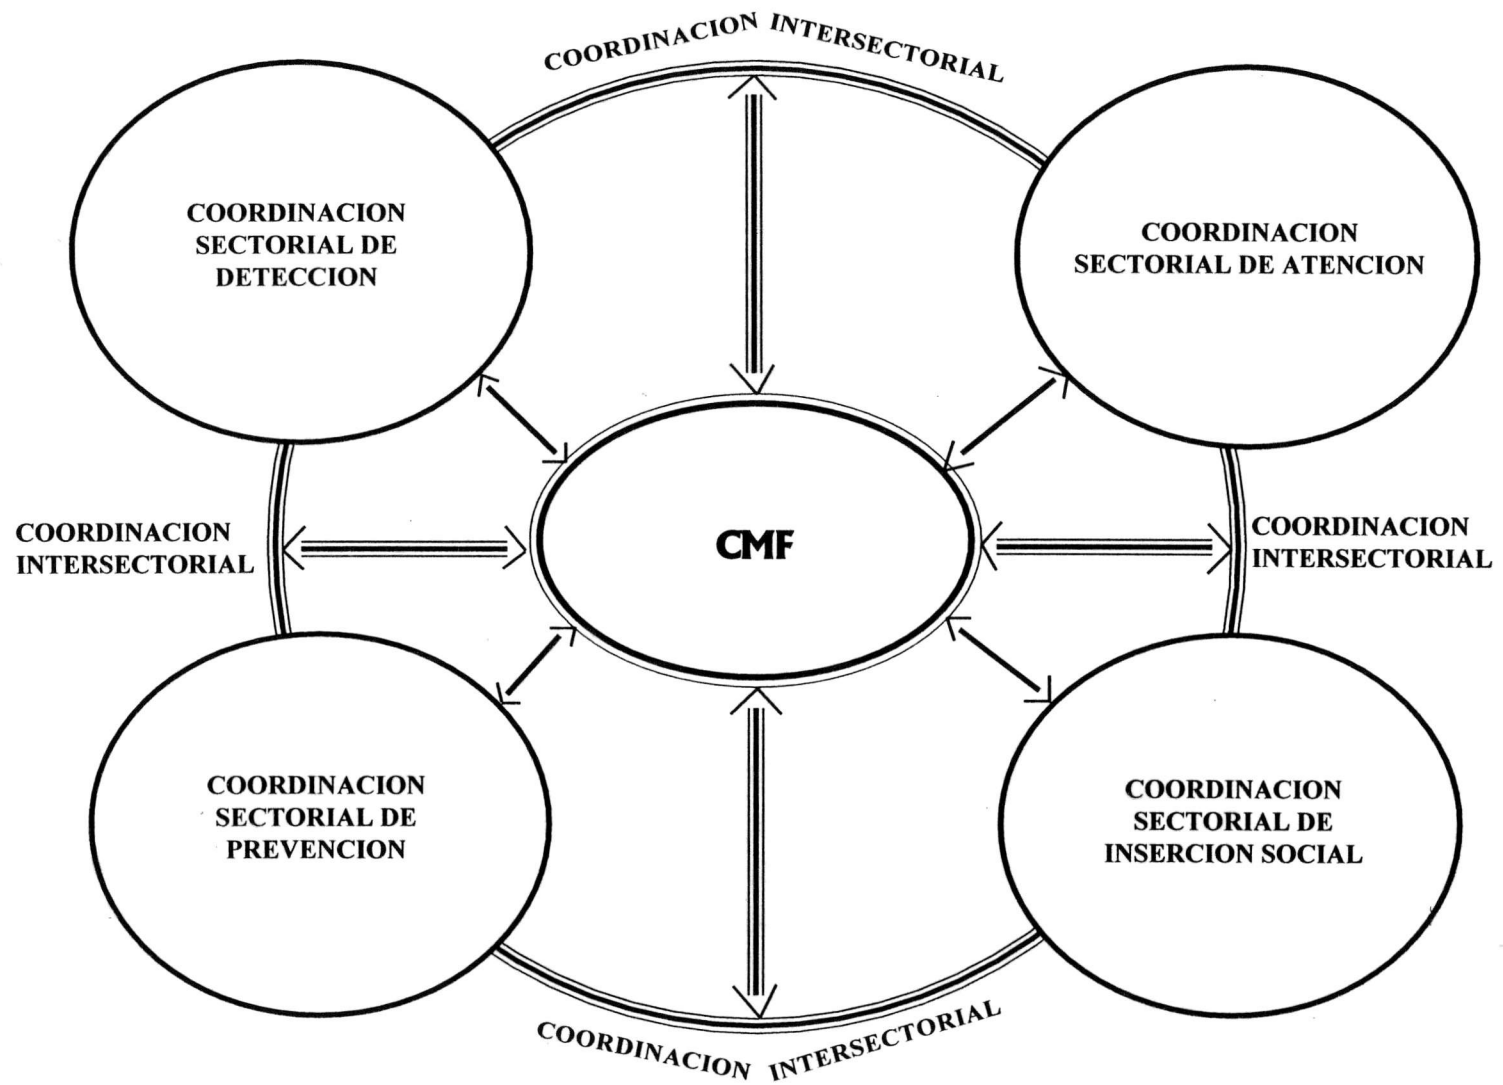 COORDINACION INTERSECTORIAL
COORDINACION
SECTORIAL DE
DETECCION
COORDINACION
SECTORIAL DE ATENCION
COORDINACION
INTERSECTORIAL
CMF
COORDINACION
INTERSECTORIAL
COORDINACION
SECTORIAL DE
PREVENCION
COORDINACION
SECTORIAL DE
INSERCION SOCIAL
COORDINACION INTERSECTORIAL